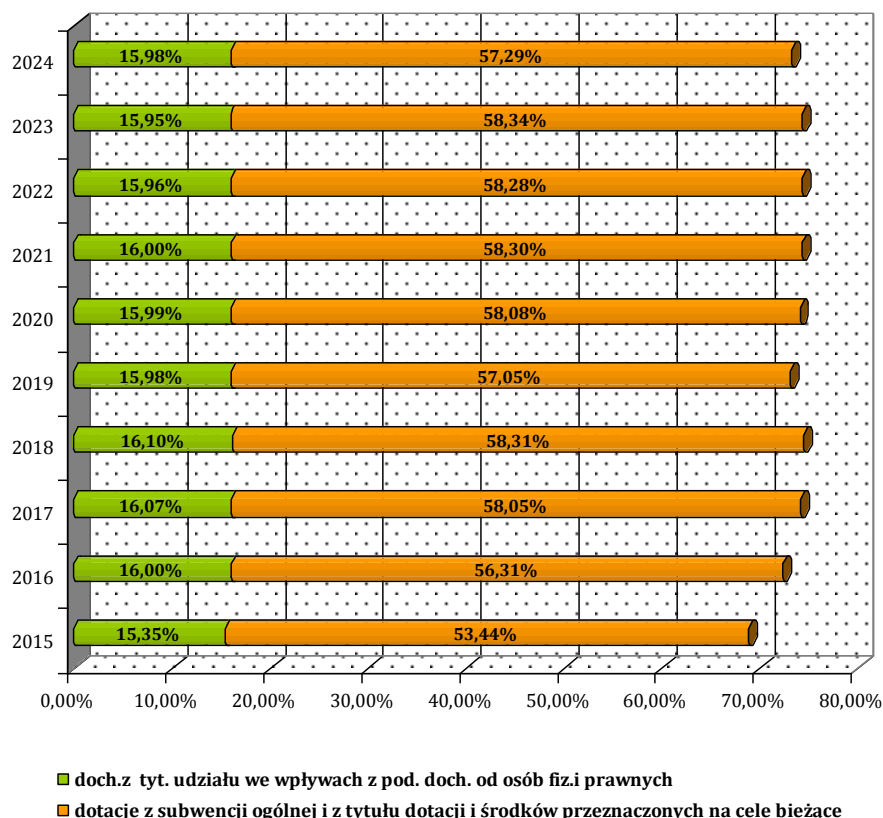 2024 15,98% 57,29%
2023 15,95% 58,34%
2022 15,96% 58,28%
2021 16,00% 58,30%
2020 15,99% 58,08%
2019 15,98% 57,05%
2018 16,10% 58,31%
2017 16,07% 58,05%
2016 16,00% 56,31%
2015 15,35% 53,44%
0,00% 10,00% 20,00% 30,00% 40,00% 50,00% 60,00% 70,00% 80,00%
doch.z tyt. udziału we wpływach z pod. doch. od osób fiz.i prawnych
dotacje z subwencji ogólnej i z tytułu dotacji i środków przeznaczonych na cele bieżące